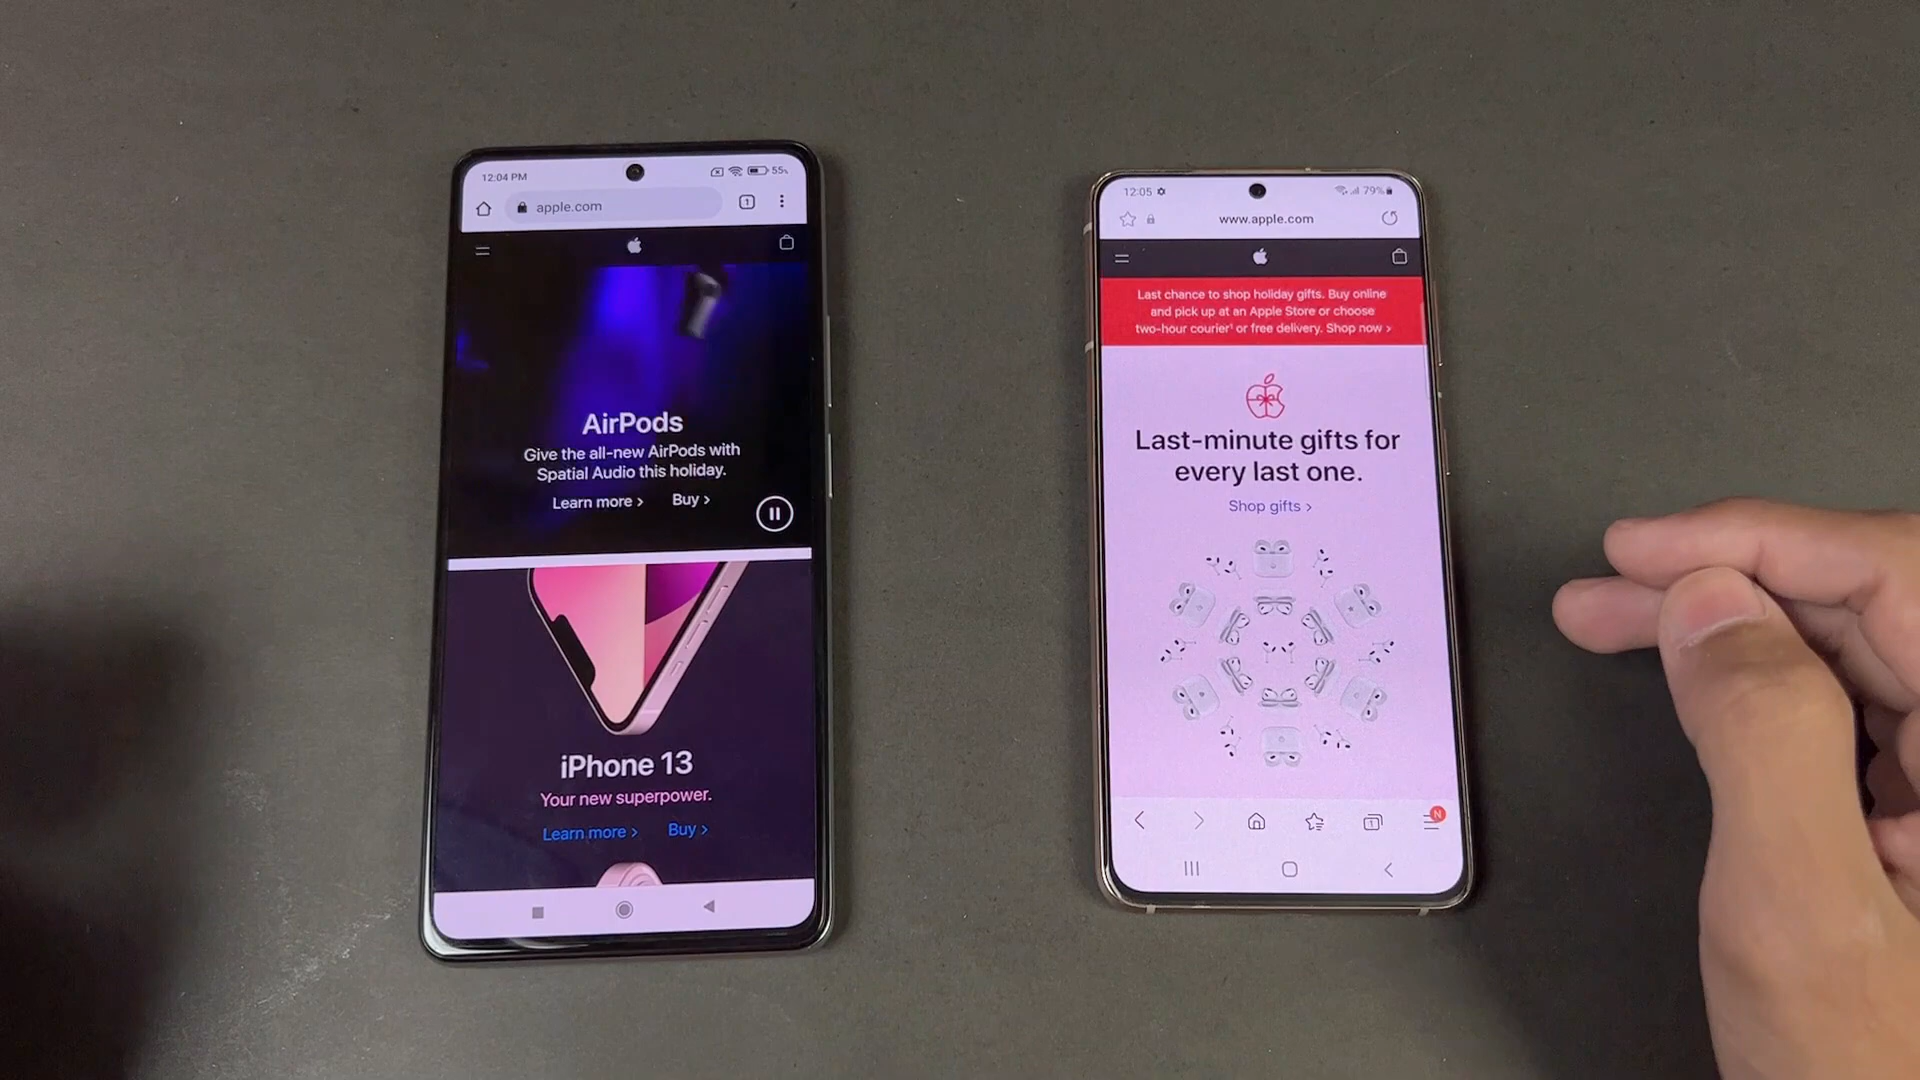 12:04 PM
55%
apple.com
1
AirPods
Give the all-new AirPods with
Spatial Audio this holiday.
Learn more > Buy >
iPhone 13
Your new superpower.
Learn more > Buy >
12:05
79%
www.apple.com
Last chance to shop holiday gifts. Buy online
and pick up at an Apple Store or choose
two-hour courier¹ or free delivery. Shop now >
Last-minute gifts for
every last one.
Shop gifts >
1
N